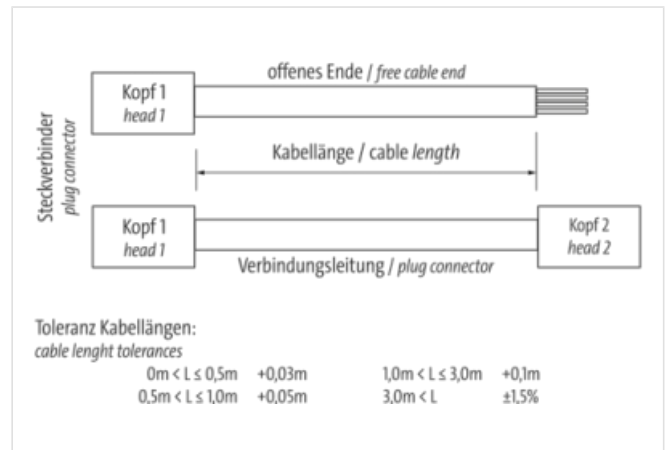 offenes Ende / free cable end
Kopf 1
head 1
Steckverbinder
plug connector
Kabellänge / cable length
Kopf 1
head 1
Kopf 2
head 2
Verbindungsleitung / plug connector
Toleranz Kabellängen:
cable lenght tolerances
0m < L ≤ 0,5m +0,03m 1,0m < L ≤ 3,0m +0,1m
0,5m < L ≤ 1,0m +0,05m 3,0m < L ±1,5%